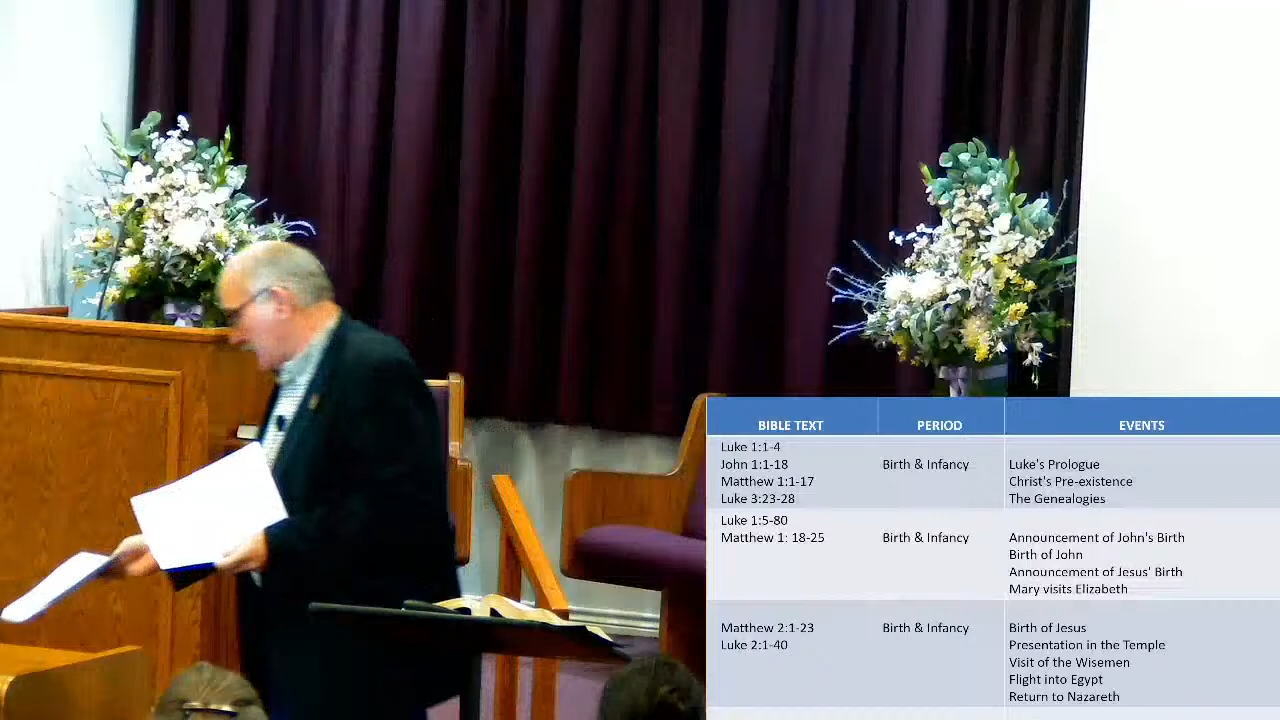 BIBLE TEXT PERIOD EVENTS
Luke 1:1-4
John 1:1-18 Birth & Infancy Luke's Prologue
Matthew 1:1-17 Christ's Pre-existence
Luke 3:23-28 The Genealogies
Luke 1:5-80
Matthew 1: 18-25 Birth & Infancy Announcement of John's Birth
Birth of John
Announcement of Jesus' Birth
Mary visits Elizabeth
Matthew 2:1-23 Birth & Infancy Birth of Jesus
Luke 2:1-40 Presentation in the Temple
Visit of the Wisemen
Flight into Egypt
Return to Nazareth